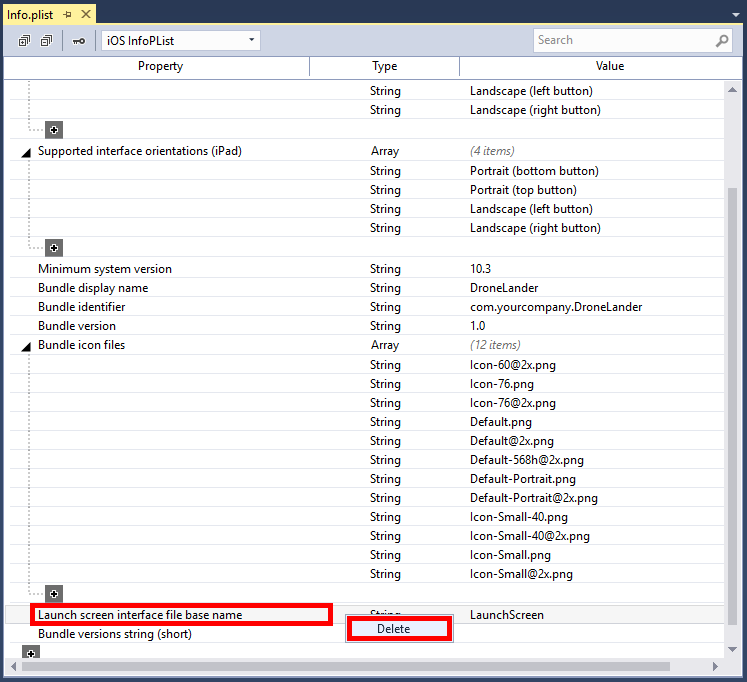 Info.plist
iOS InfoPList Search
Property Type Value
String Landscape (left button)
String Landscape (right button)
Supported interface orientations (iPad) Array (4 items)
String Portrait (bottom button)
String Portrait (top button)
String Landscape (left button)
String Landscape (right button)
Minimum system version String 10.3
Bundle display name String DroneLander
Bundle identifier String com.yourcompany.DroneLander
Bundle version String 1.0
Bundle icon files Array (12 items)
String Icon-60@2x.png
String Icon-76.png
String Icon-76@2x.png
String Default.png
String Default@2x.png
String Default-568h@2x.png
String Default-Portrait.png
String Default-Portrait@2x.png
String Icon-Small-40.png
String Icon-Small-40@2x.png
String Icon-Small.png
String Icon-Small@2x.png
Launch screen interface file base name String LaunchScreen
Bundle versions string (short) Delete